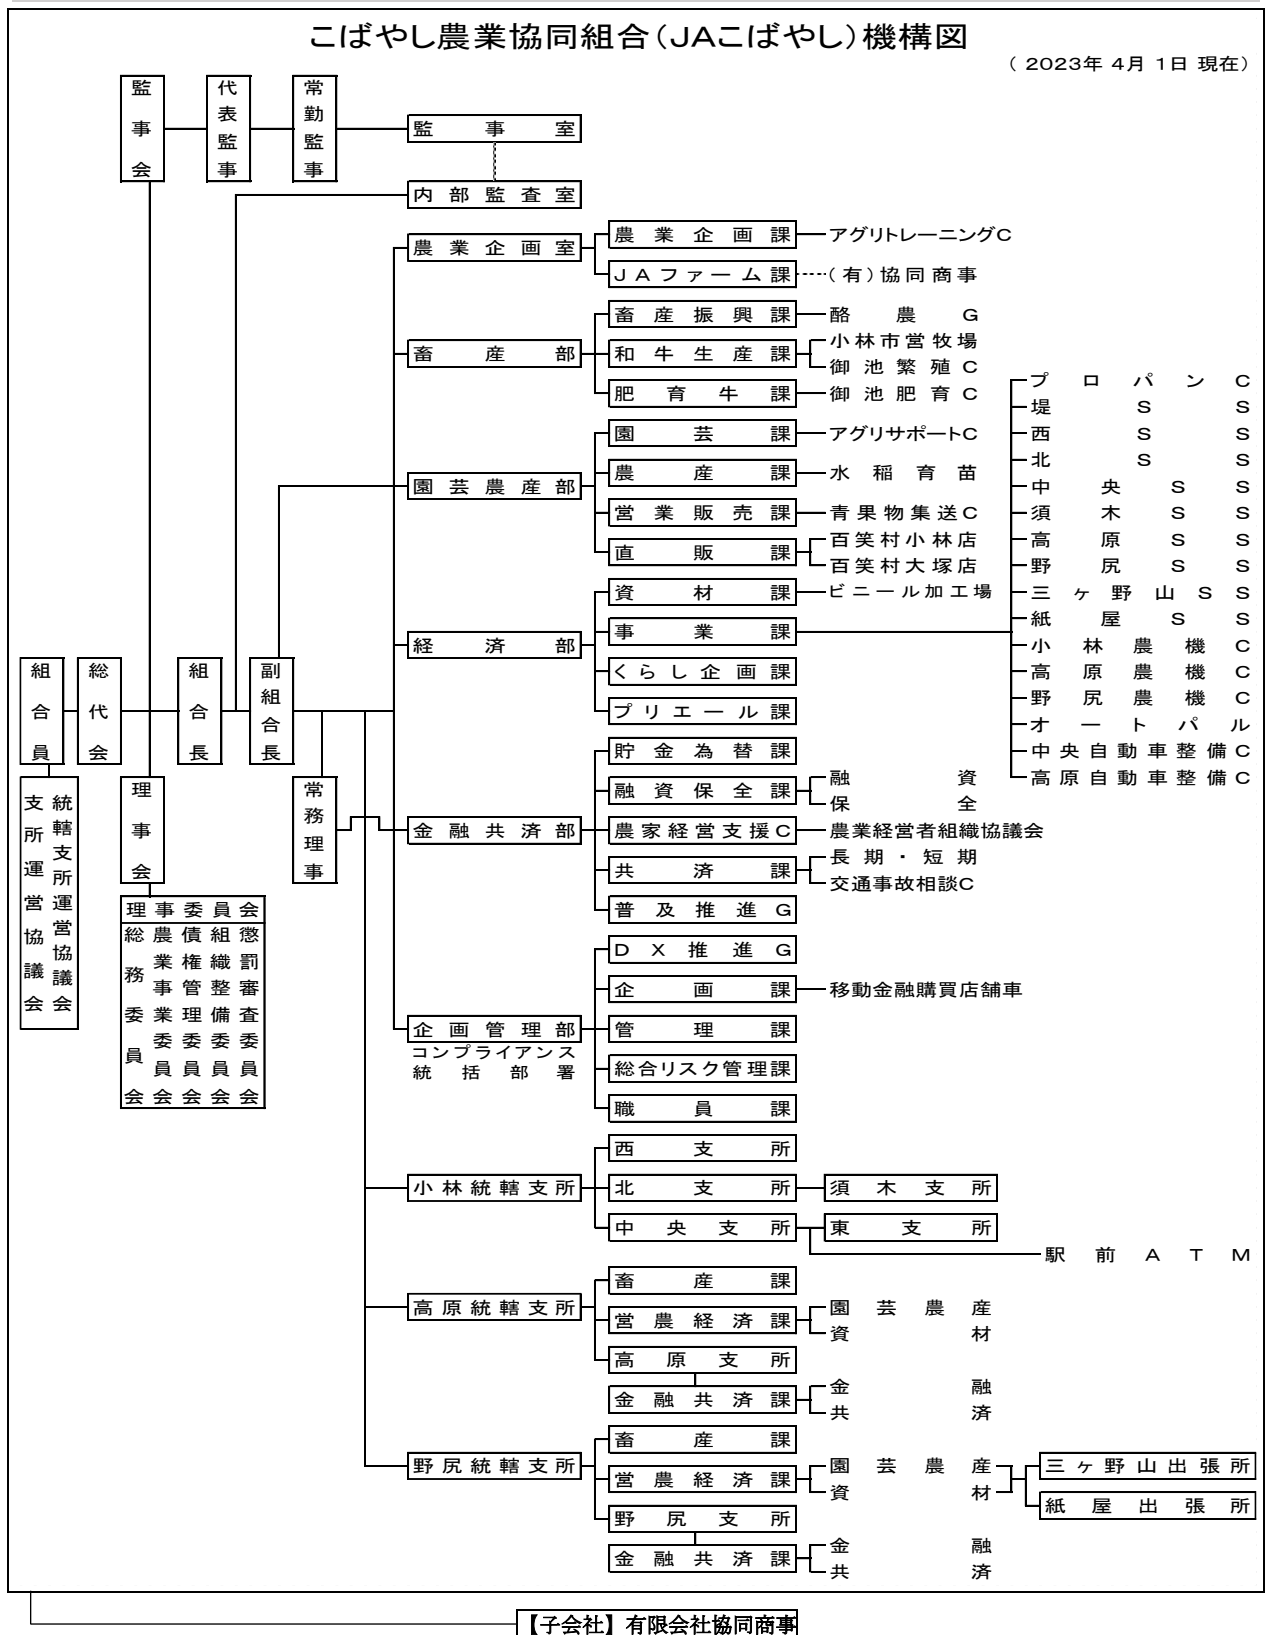 こばやし農業協同組合(JAこばやし)機構図
( 2023年 4月 1日 現在)
監事会
代表監事
常勤監事
監事室
内部監査室
農業企画室
農業企画課
アグリトレーニングC
JAファーム課
(有)協同商事
畜産部
畜産振興課
酪農G
和牛生産課
小林市営牧場
御池繁殖C
肥育牛課
御池肥育C
園芸農産部
園芸課
アグリサポートC
農産課
水稲育苗
営業販売課
青果物集送C
直販課
百笑村小林店
百笑村大塚店
経済部
資材課
ビニール加工場
事業課
プロパンC
堤SS
西SS
北SS
中央SS
須木SS
高原SS
野尻SS
三ヶ野山SS
紙屋SS
小林農機C
高原農機C
野尻農機C
オートパル
中央自動車整備C
高原自動車整備C
くらし企画課
プリエール課
組合員
総代会
組合長
副組合長
支所運営協議会
統轄支所運営協議会
理事会
常務理事
理事委員会
総務委員会
農業事業委員会
債権管理委員会
組織整備委員会
懲罰審査委員会
金融共済部
貯金為替課
融資保全課
融資
保全
農家経営支援C
農業経営者組織協議会
共済課
長期・短期
交通事故相談C
普及推進G
企画管理部
コンプライアンス
統括部署
DX推進G
企画課
移動金融購買店舗車
管理課
総合リスク管理課
職員課
小林統轄支所
西支所
北支所
須木支所
中央支所
東支所
駅前ATM
高原統轄支所
畜産課
営農経済課
園芸農産
資材
高原支所
金融共済課
金融
共済
野尻統轄支所
畜産課
営農経済課
園芸農産
資材
三ヶ野山出張所
紙屋出張所
野尻支所
金融共済課
金融
共済
【子会社】有限会社協同商事